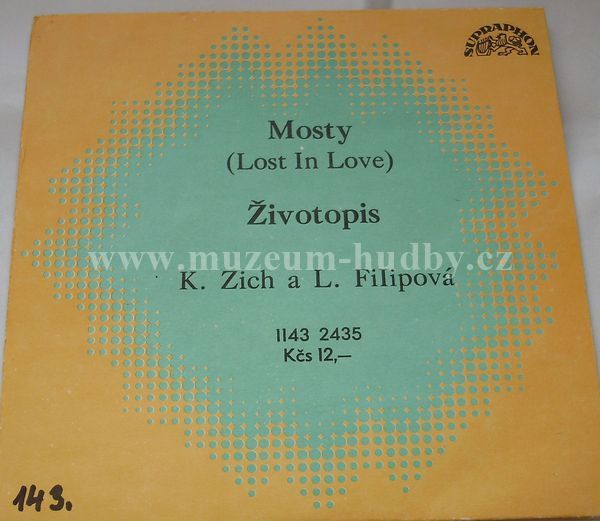 SUPRAPHON
Mosty
(Lost In Love)
Životopis
www.muzeum-hudby.cz
K. Zich a L. Filipová
1143 2435
Kčs 12,—
143.